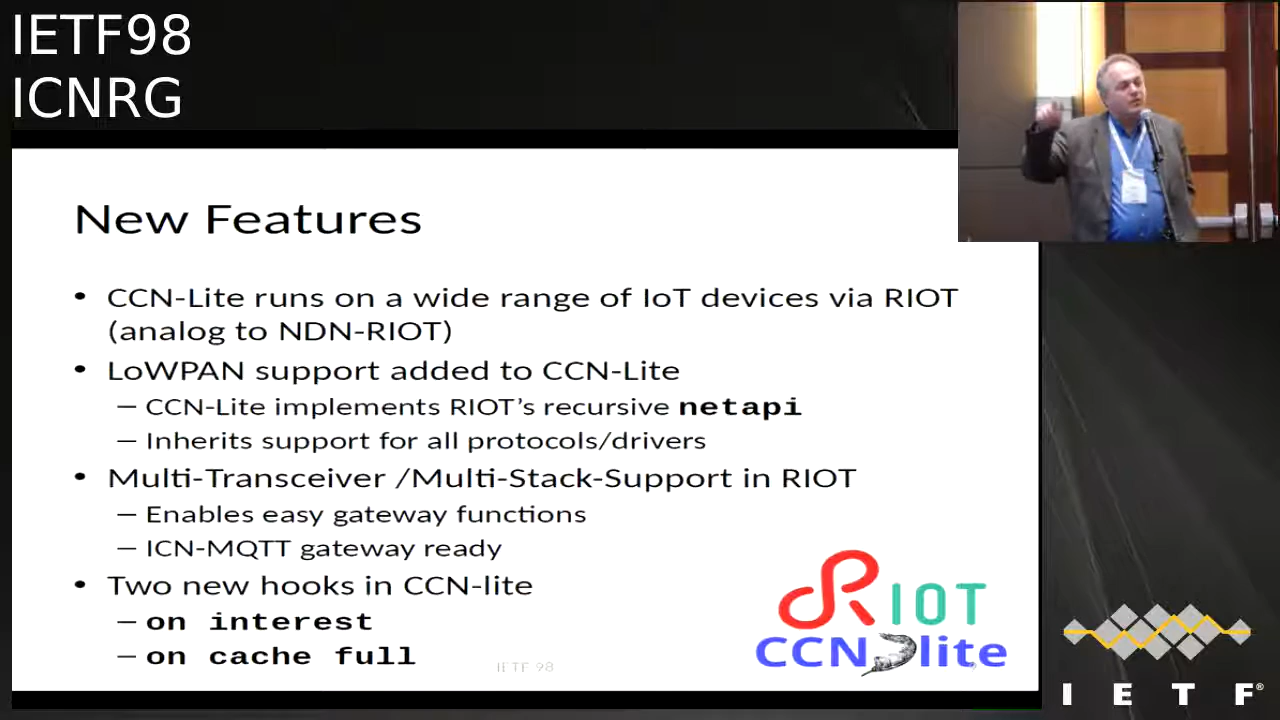 IETF98
ICNRG
New Features
• CCN-Lite runs on a wide range of IoT devices via RIOT
(analog to NDN-RIOT)
• LoWPAN support added to CCN-Lite
– CCN-Lite implements RIOT’s recursive netapi
– Inherits support for all protocols/drivers
• Multi-Transceiver /Multi-Stack-Support in RIOT
– Enables easy gateway functions
– ICN-MQTT gateway ready
• Two new hooks in CCN-lite
– on interest
– on cache full
IETF 98
RIOT
CCN lite
I E T F®